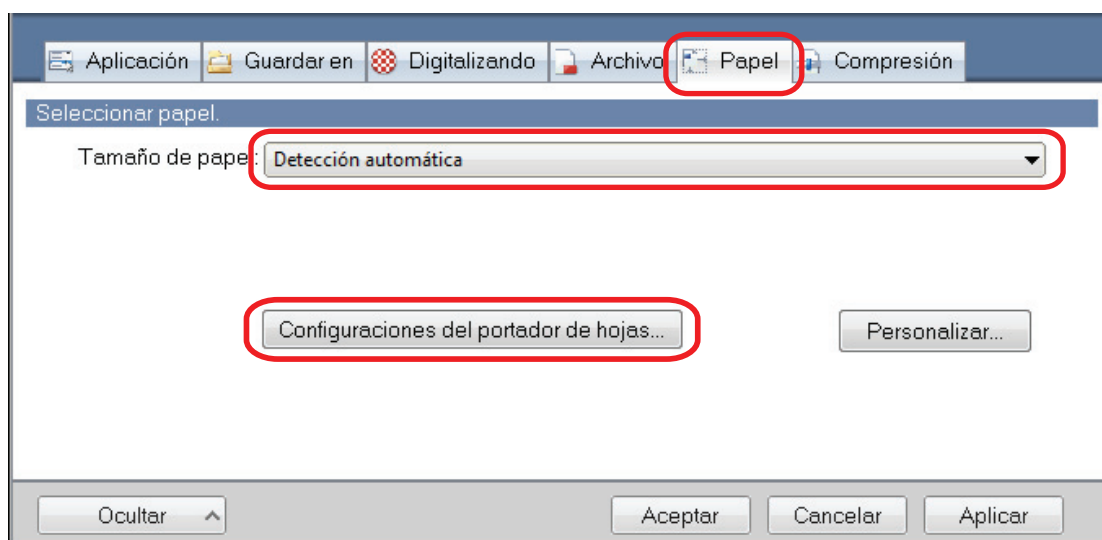 Aplicación Guardar en Digitalizando Archivo Papel Compresión
Seleccionar papel.
Tamaño de papel: Detección automática
Configuraciones del portador de hojas... Personalizar...
Ocultar Aceptar Cancelar Aplicar